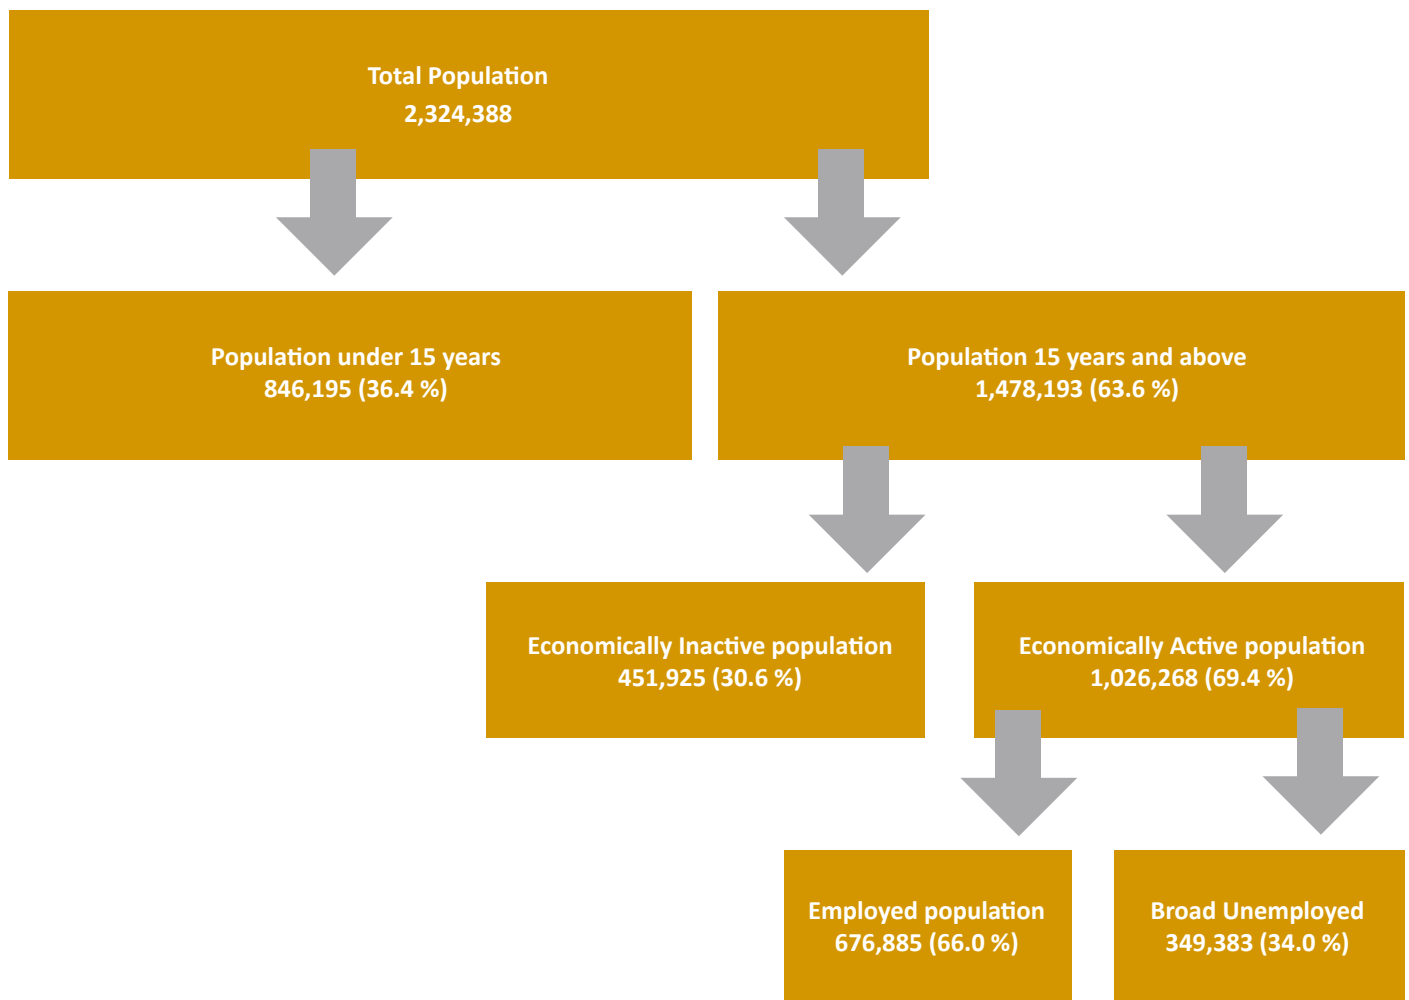 Total Population
2,324,388
Population under 15 years
846,195 (36.4 %)
Population 15 years and above
1,478,193 (63.6 %)
Economically Inactive population
451,925 (30.6 %)
Economically Active population
1,026,268 (69.4 %)
Employed population
676,885 (66.0 %)
Broad Unemployed
349,383 (34.0 %)